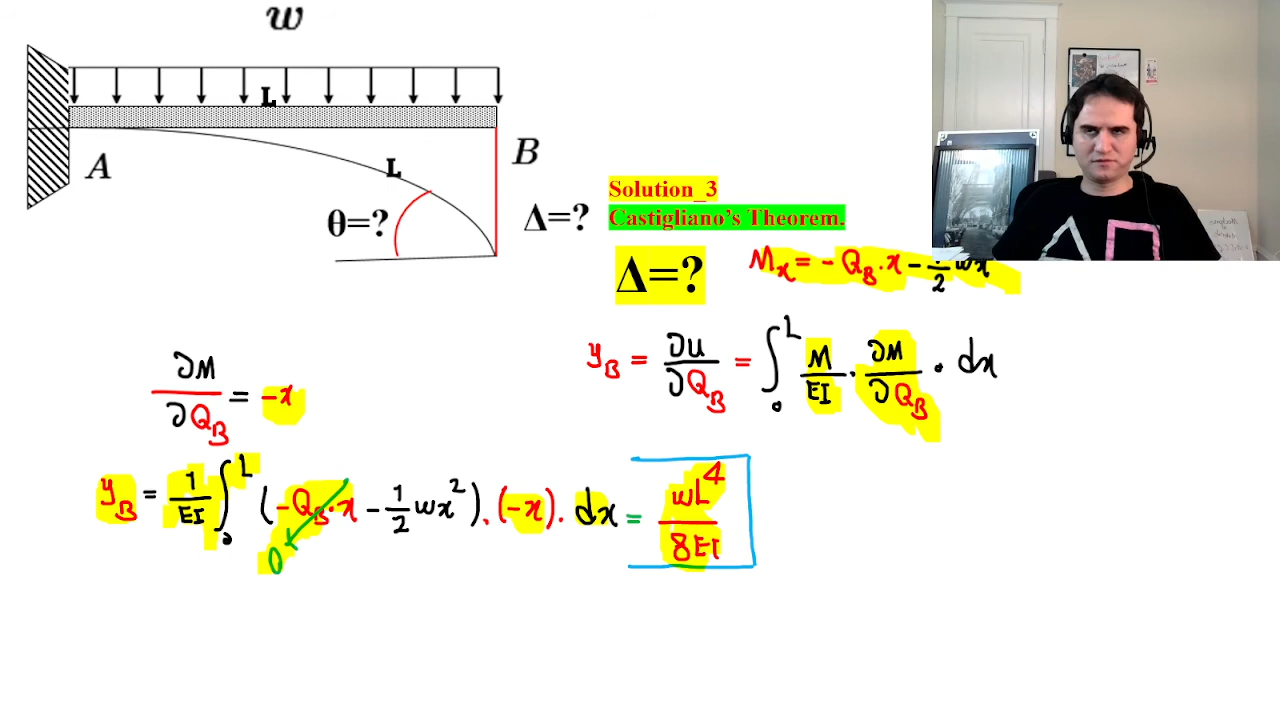 w
L
A
L
B
θ=?
Δ=?
Solution_3
Castigliano's Theorem.
Δ=?
Mx = - QB·x - 1/2 wx
yB = ∂U/∂QB = ∫₀ᴸ M/EI · ∂M/∂QB · dx
∂M/∂QB = -x
yB = 1/EI ∫₀ᴸ (-QB·x - 1/2 wx²)·(-x)· dx = wL⁴/8EI
0